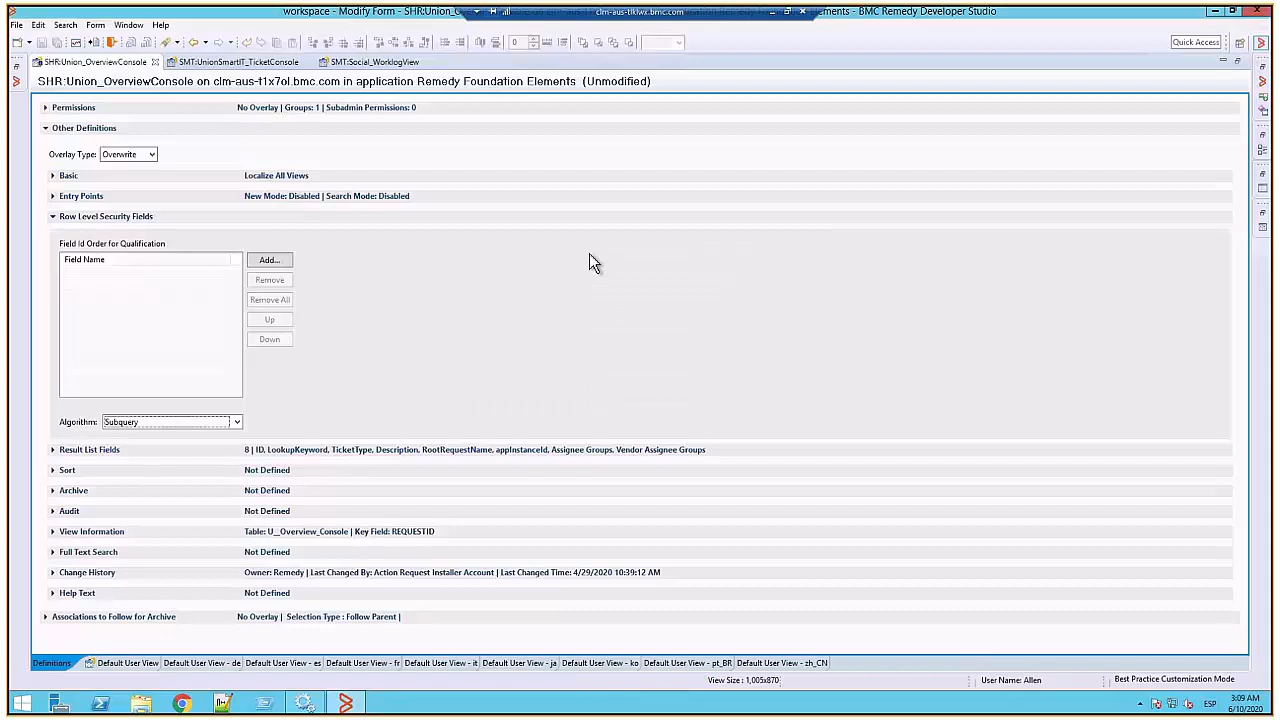 workspace - Modify Form - SHR:Union_
clm-aus-tlklwx.bmc.com
elements - BMC Remedy Developer Studio
File Edit Search Form Window Help
0
Quick Access
SHR:Union_OverviewConsole SMT:UnionSmartIT_TicketConsole SMT:Social_WorklogView
SHR:Union_OverviewConsole on clm-aus-t1x7ol.bmc.com in application Remedy Foundation Elements (Unmodified)
Permissions No Overlay | Groups: 1 | Subadmin Permissions: 0
Other Definitions
Overlay Type: Overwrite
Basic Localize All Views
Entry Points New Mode: Disabled | Search Mode: Disabled
Row Level Security Fields
Field Id Order for Qualification
Field Name
Add...
Remove
Remove All
Up
Down
Algorithm: Subquery
Result List Fields 8 | ID, LookupKeyword, TicketType, Description, RootRequestName, appInstanceId, Assignee Groups, Vendor Assignee Groups
Sort Not Defined
Archive Not Defined
Audit Not Defined
View Information Table: U__Overview_Console | Key Field: REQUESTID
Full Text Search Not Defined
Change History Owner: Remedy | Last Changed By: Action Request Installer Account | Last Changed Time: 4/29/2020 10:39:12 AM
Help Text Not Defined
Associations to Follow for Archive No Overlay | Selection Type : Follow Parent |
Definitions Default User View Default User View - de Default User View - es Default User View - fr Default User View - it Default User View - ja Default User View - ko Default User View - pt_BR Default User View - zh_CN
View Size : 1,005x870 User Name: Allen Best Practice Customization Mode
ESP
3:09 AM
6/10/2020